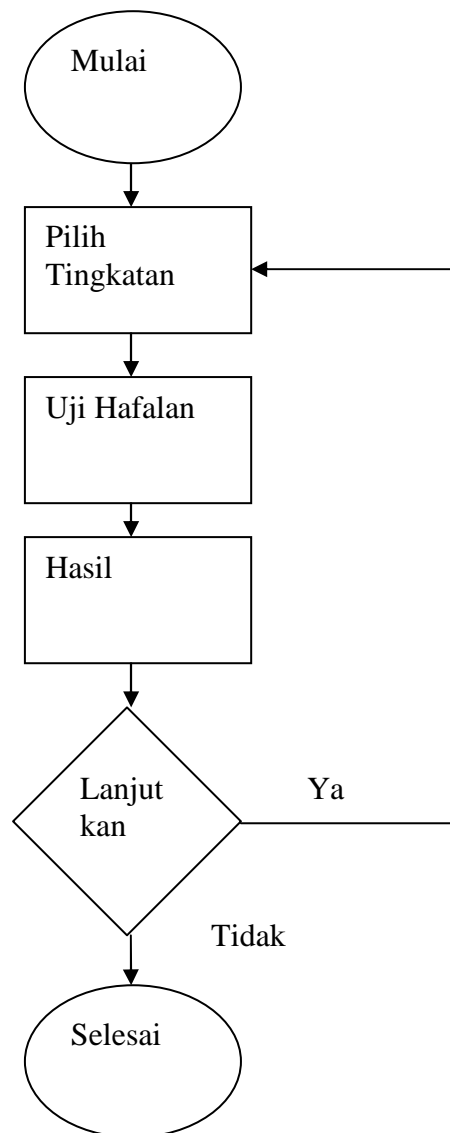 Mulai
Pilih
Tingkatan
Uji Hafalan
Hasil
Lanjut
kan
Ya
Tidak
Selesai